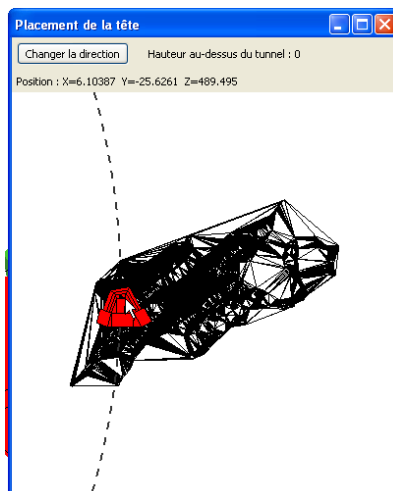 Placement de la tête
Changer la direction Hauteur au-dessus du tunnel : 0
Position : X=6.10387 Y=-25.6261 Z=489.495